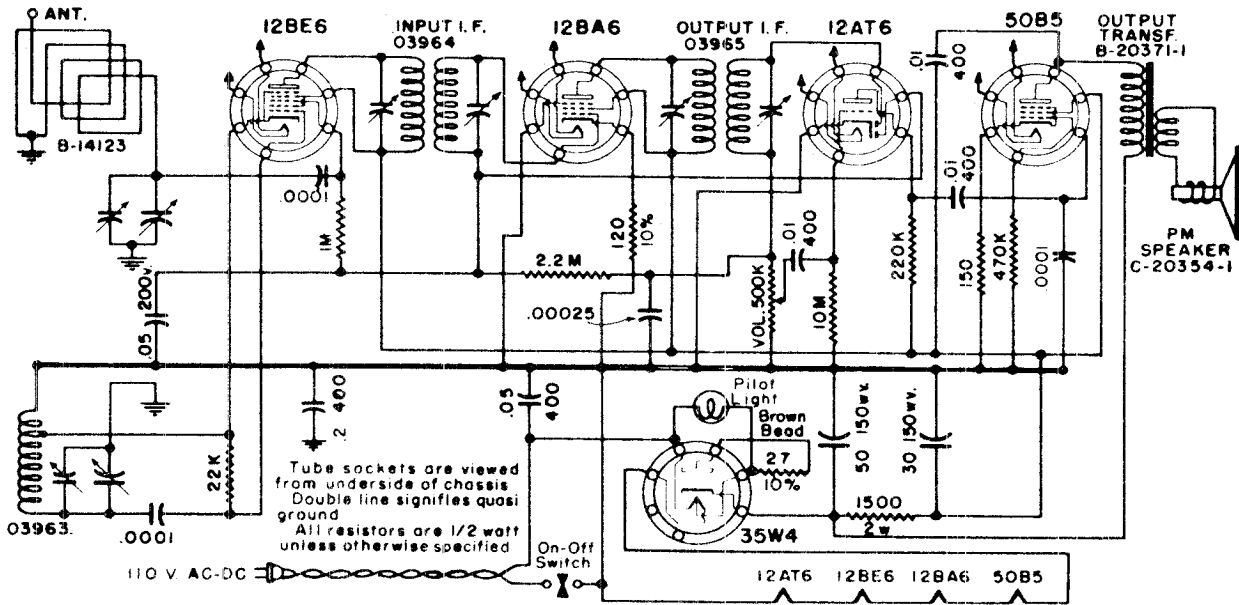 ANT.
B-14123
12BE6
INPUT I.F.
03964
12BA6
OUTPUT I.F.
03965
12AT6
50B5
OUTPUT
TRANSF.
B-20371-1
.01
400
.0001
1M
120
10%
.01
400
220K
.01
400
150
470K
.0001
PM
SPEAKER
C-20354-1
.05 200v.
2.2M
.00025
VOL. 500K
10M
.2 400
.05
400
Pilot
Light
Brown
Bead
27
10%
50 150wv.
30 150wv.
1500
2w
35W4
22K
03963.
.0001
Tube sockets are viewed
from underside of chassis
Double line signifies quasi
ground
All resistors are 1/2 watt
unless otherwise specified
110 V. AC-DC
On-Off
Switch
12AT6
12BE6
12BA6
50B5